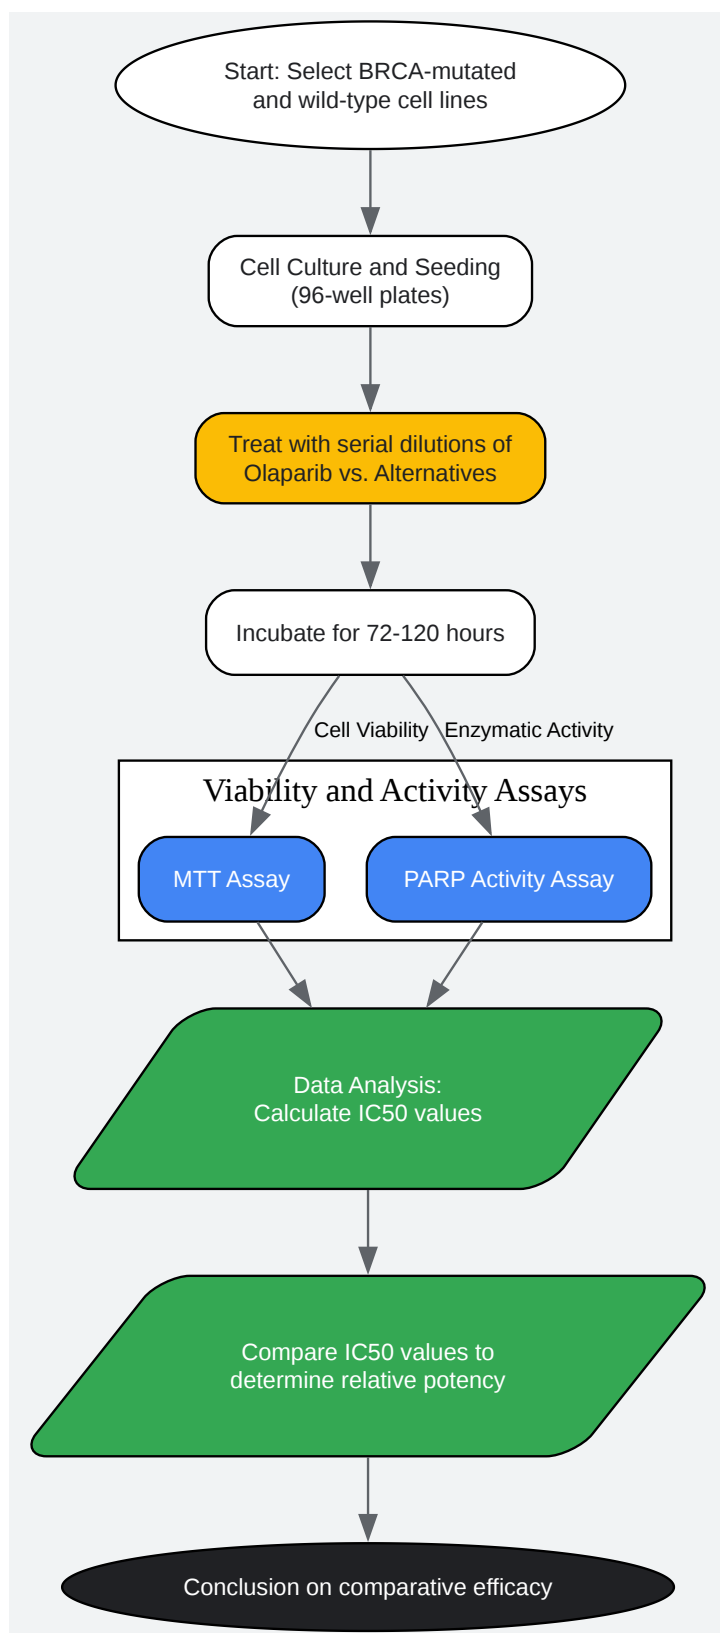 Start: Select BRCA-mutated
and wild-type cell lines
Cell Culture and Seeding
(96-well plates)
Treat with serial dilutions of
Olaparib vs. Alternatives
Incubate for 72-120 hours
Cell Viability
Enzymatic Activity
Viability and Activity Assays
MTT Assay
PARP Activity Assay
Data Analysis:
Calculate IC50 values
Compare IC50 values to
determine relative potency
Conclusion on comparative efficacy